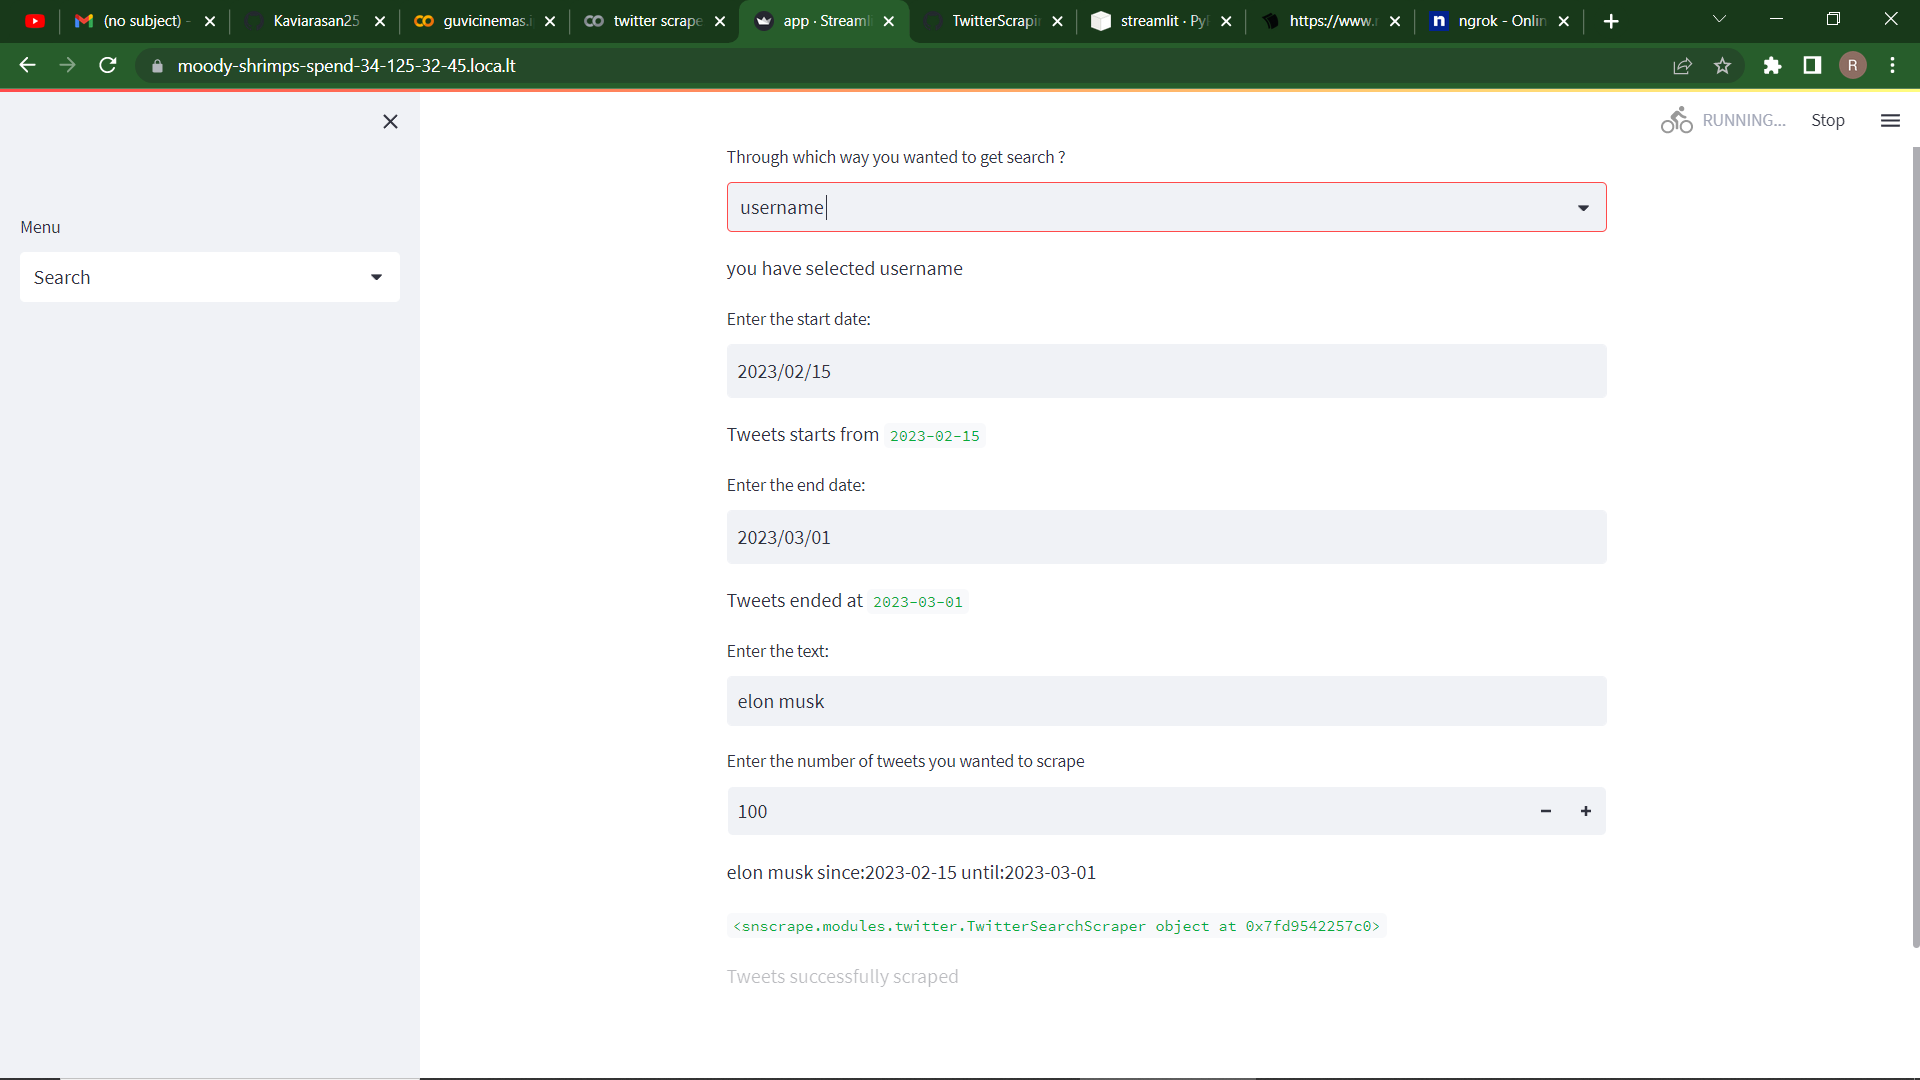 (no subject) -
Kaviarasan25
guvicinemas.i
twitter scrape
app · Streaml
TwitterScrapi
streamlit · Py
https://www.r
ngrok - Onlin
moody-shrimps-spend-34-125-32-45.loca.lt
R
RUNNING...
Stop
Menu
Search
Through which way you wanted to get search ?
username
you have selected username
Enter the start date:
2023/02/15
Tweets starts from 2023-02-15
Enter the end date:
2023/03/01
Tweets ended at 2023-03-01
Enter the text:
elon musk
Enter the number of tweets you wanted to scrape
100
elon musk since:2023-02-15 until:2023-03-01
<snscrape.modules.twitter.TwitterSearchScraper object at 0x7fd9542257c0>
Tweets successfully scraped